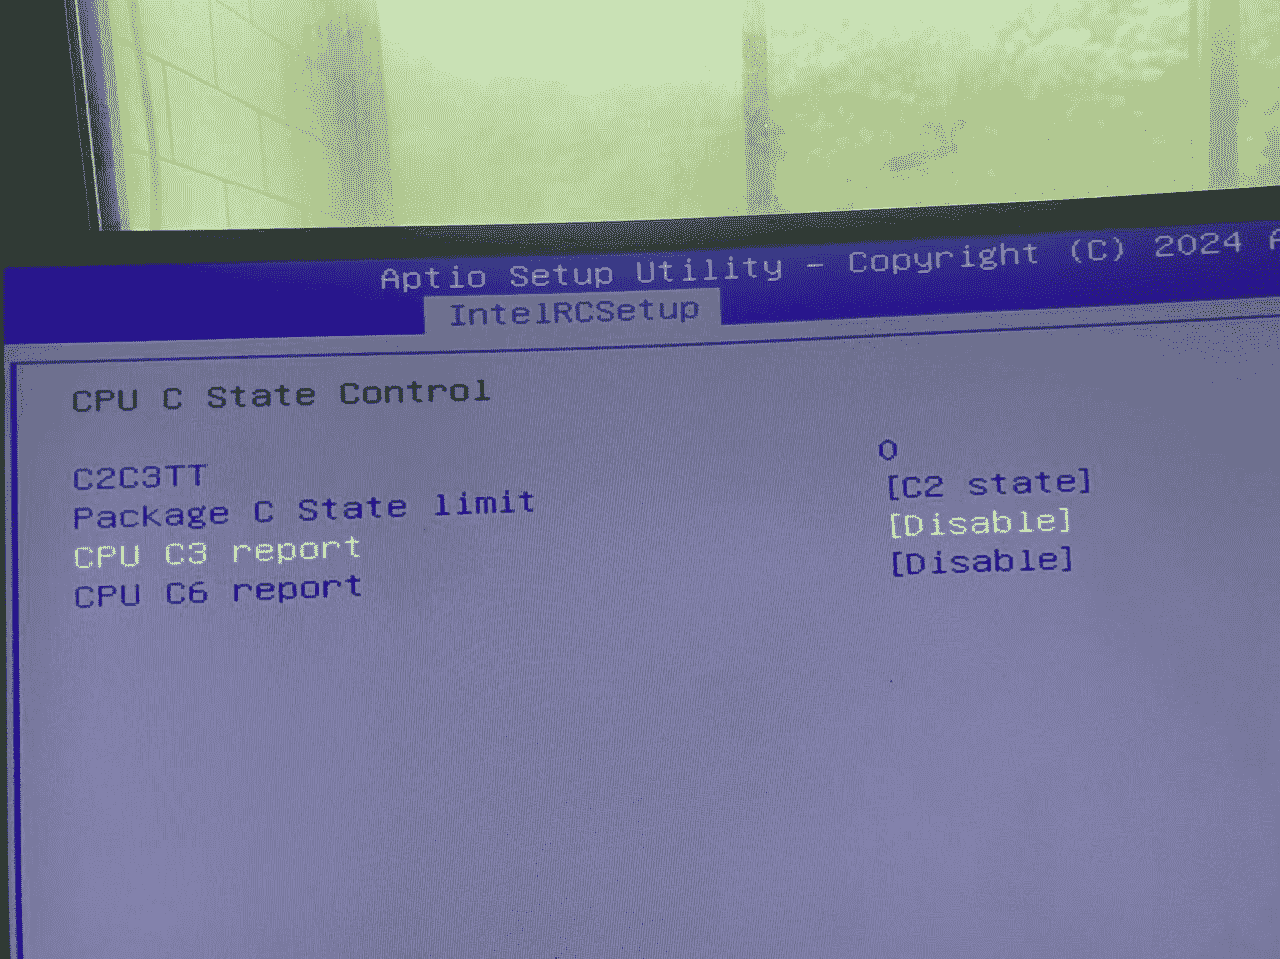 Aptio Setup Utility - Copyright (C) 2024
IntelRCSetup
CPU C State Control
C2C3TT 0
Package C State limit [C2 state]
CPU C3 report [Disable]
CPU C6 report [Disable]